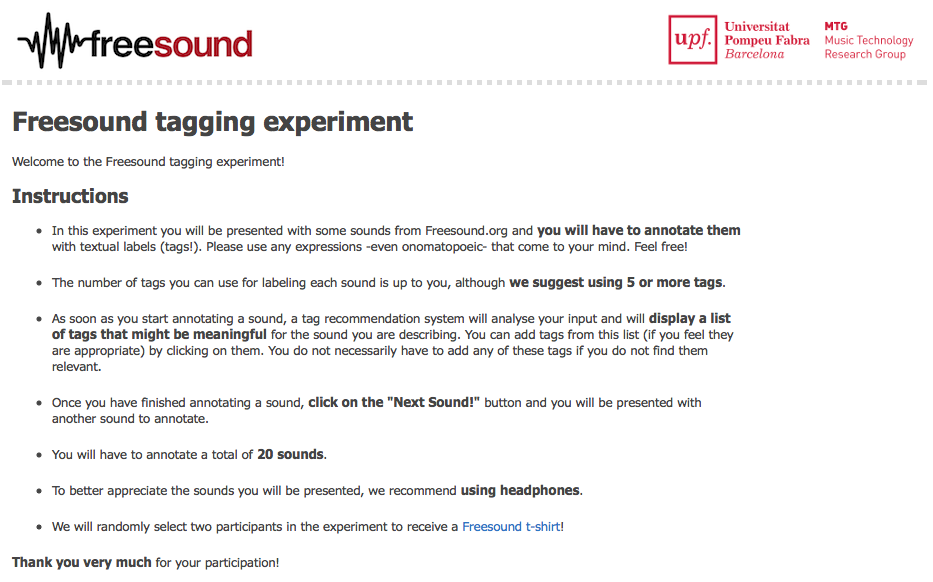 freesound
upf.
Universitat
Pompeu Fabra
Barcelona
MTG
Music Technology
Research Group
Freesound tagging experiment
Welcome to the Freesound tagging experiment!
Instructions
• In this experiment you will be presented with some sounds from Freesound.org and you will have to annotate them
with textual labels (tags!). Please use any expressions -even onomatopoeic- that come to your mind. Feel free!
• The number of tags you can use for labeling each sound is up to you, although we suggest using 5 or more tags.
• As soon as you start annotating a sound, a tag recommendation system will analyse your input and will display a list
of tags that might be meaningful for the sound you are describing. You can add tags from this list (if you feel they
are appropriate) by clicking on them. You do not necessarily have to add any of these tags if you do not find them
relevant.
• Once you have finished annotating a sound, click on the "Next Sound!" button and you will be presented with
another sound to annotate.
• You will have to annotate a total of 20 sounds.
• To better appreciate the sounds you will be presented, we recommend using headphones.
• We will randomly select two participants in the experiment to receive a Freesound t-shirt!
Thank you very much for your participation!